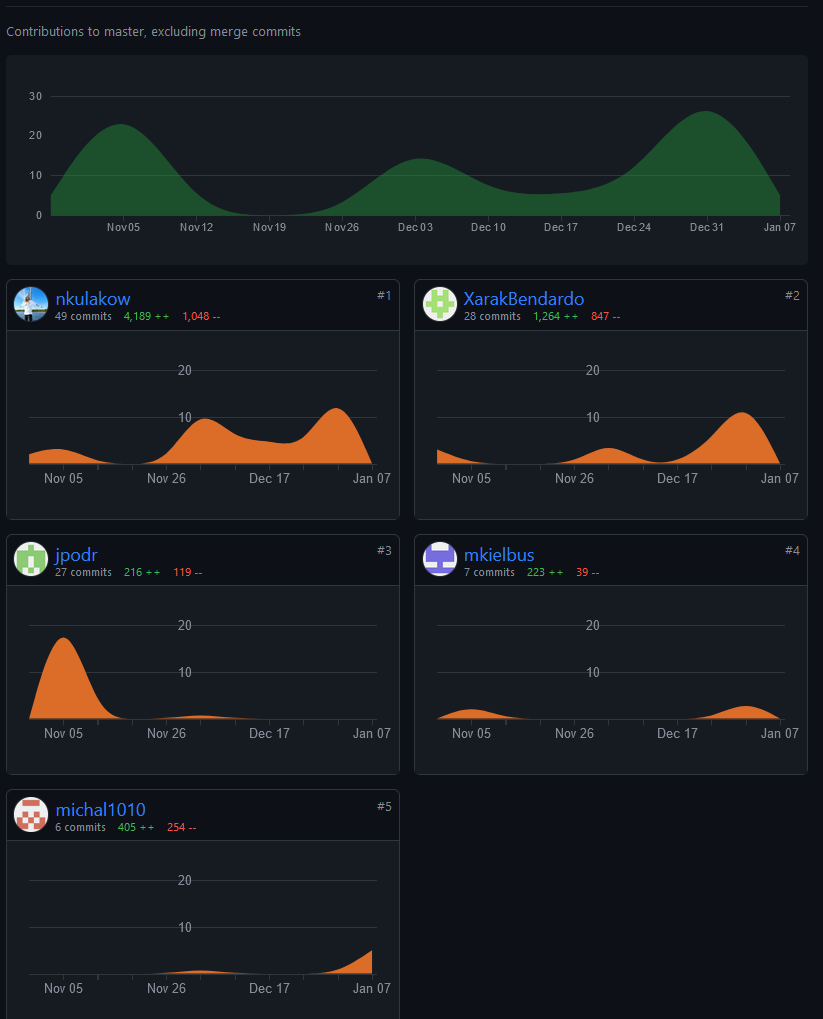 Contributions to master, excluding merge commits
30
20
10
0
Nov 05 Nov 12 Nov 19 Nov 26 Dec 03 Dec 10 Dec 17 Dec 24 Dec 31 Jan 07
nkulakow #1
49 commits 4,189 ++ 1,048 --
20
10
Nov 05 Nov 26 Dec 17 Jan 07
XarakBendardo #2
28 commits 1,264 ++ 847 --
20
10
Nov 05 Nov 26 Dec 17 Jan 07
jpodr #3
27 commits 216 ++ 119 --
20
10
Nov 05 Nov 26 Dec 17 Jan 07
mkielbus #4
7 commits 223 ++ 39 --
20
10
Nov 05 Nov 26 Dec 17 Jan 07
michal1010 #5
6 commits 405 ++ 254 --
20
10
Nov 05 Nov 26 Dec 17 Jan 07